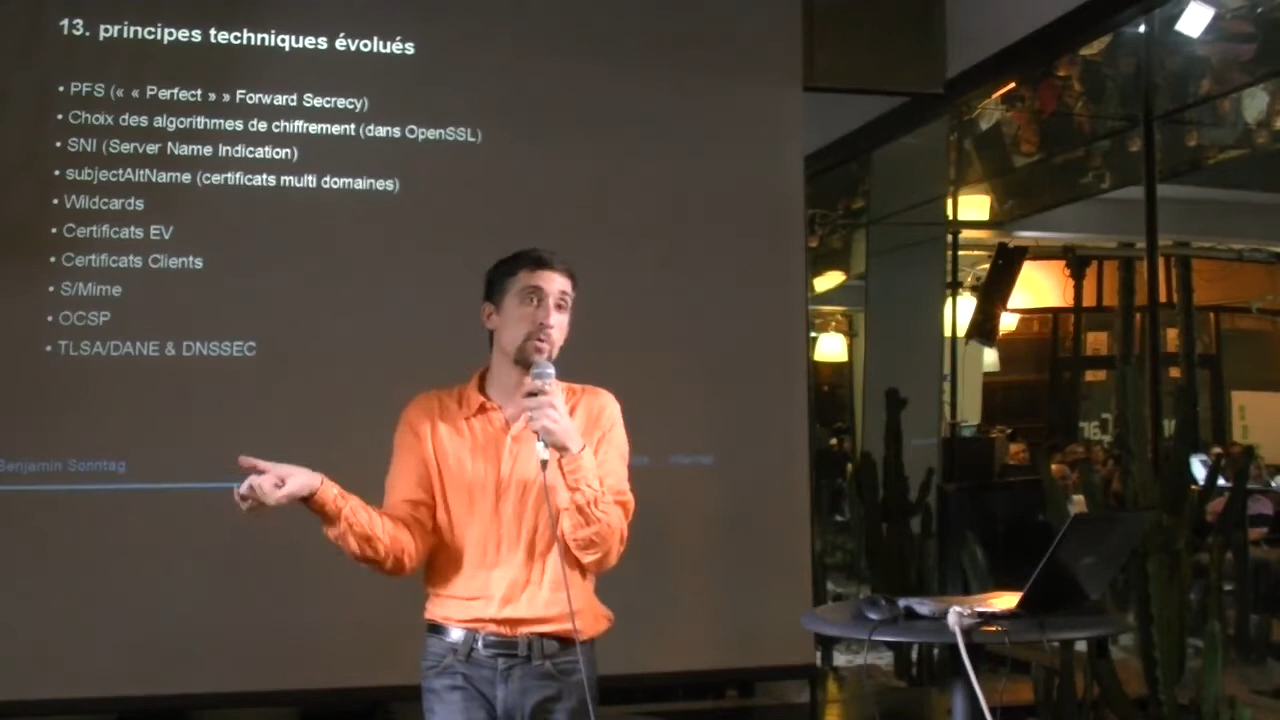 13. principes techniques évolués
• PFS (« « Perfect » » Forward Secrecy)
• Choix des algorithmes de chiffrement (dans OpenSSL)
• SNI (Server Name Indication)
• subjectAltName (certificats multi domaines)
• Wildcards
• Certificats EV
• Certificats Clients
• S/Mime
• OCSP
• TLSA/DANE & DNSSEC
Benjamin Sonntag